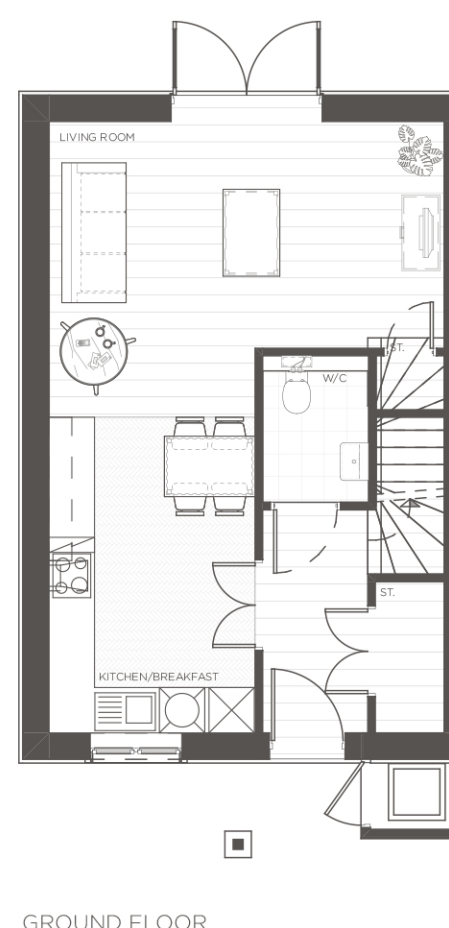 LIVING ROOM
ST.
W/C
ST.
KITCHEN/BREAKFAST
GROUND FLOOR